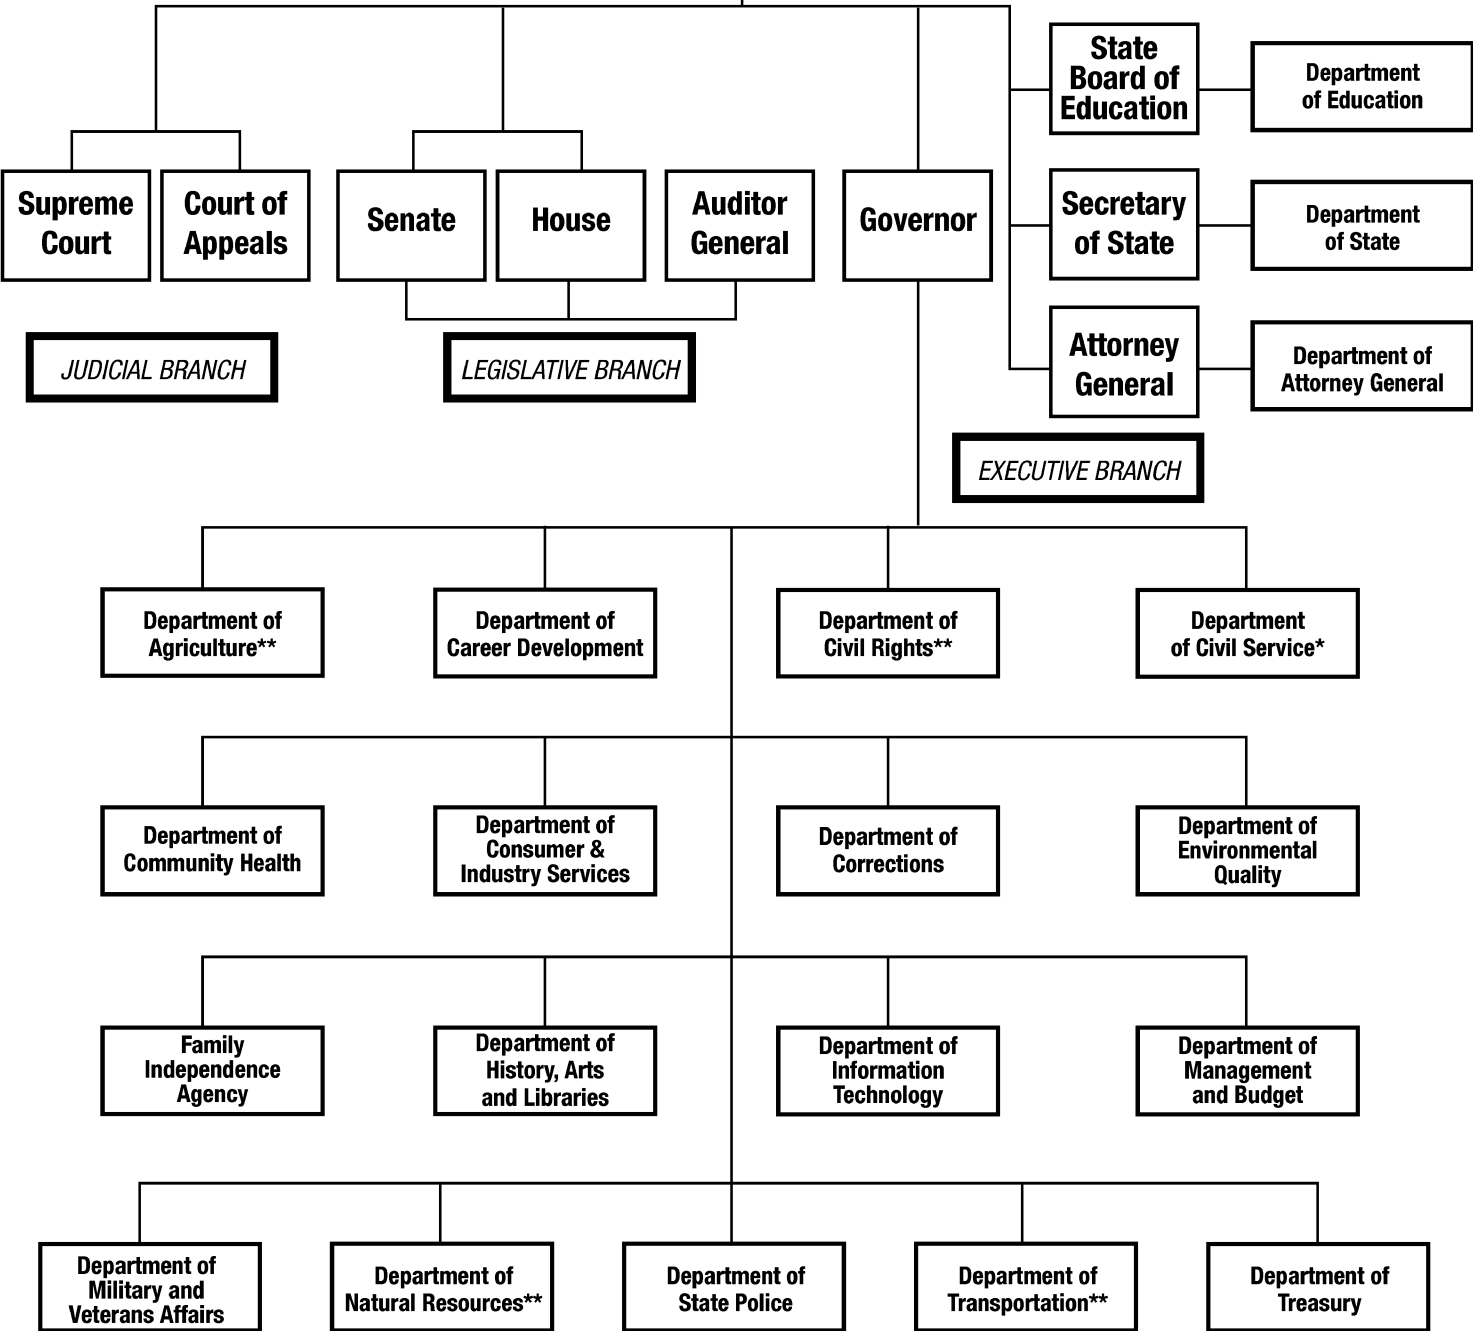 State
Board of
Education
Department
of Education
Supreme
Court
Court of
Appeals
Senate
House
Auditor
General
Governor
Secretary
of State
Department
of State
Attorney
General
Department of
Attorney General
JUDICIAL BRANCH
LEGISLATIVE BRANCH
EXECUTIVE BRANCH
Department of
Agriculture**
Department of
Career Development
Department of
Civil Rights**
Department
of Civil Service*
Department of
Community Health
Department of
Consumer &
Industry Services
Department of
Corrections
Department of
Environmental
Quality
Family
Independence
Agency
Department of
History, Arts
and Libraries
Department of
Information
Technology
Department of
Management
and Budget
Department of
Military and
Veterans Affairs
Department of
Natural Resources**
Department of
State Police
Department of
Transportation**
Department of
Treasury